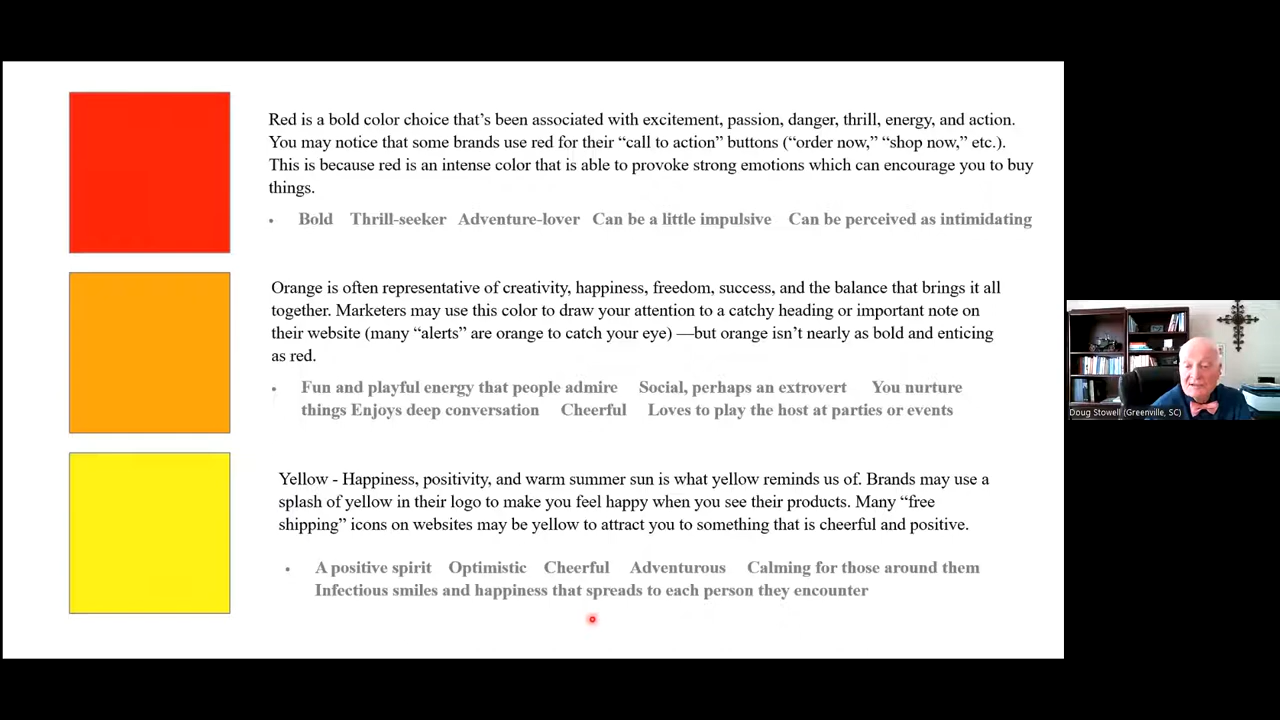 Red is a bold color choice that’s been associated with excitement, passion, danger, thrill, energy, and action.
You may notice that some brands use red for their “call to action” buttons (“order now,” “shop now,” etc.).
This is because red is an intense color that is able to provoke strong emotions which can encourage you to buy
things.
• Bold Thrill-seeker Adventure-lover Can be a little impulsive Can be perceived as intimidating
Orange is often representative of creativity, happiness, freedom, success, and the balance that brings it all
together. Marketers may use this color to draw your attention to a catchy heading or important note on
their website (many “alerts” are orange to catch your eye) —but orange isn’t nearly as bold and enticing
as red.
• Fun and playful energy that people admire Social, perhaps an extrovert You nurture
things Enjoys deep conversation Cheerful Loves to play the host at parties or events
Yellow - Happiness, positivity, and warm summer sun is what yellow reminds us of. Brands may use a
splash of yellow in their logo to make you feel happy when you see their products. Many “free
shipping” icons on websites may be yellow to attract you to something that is cheerful and positive.
• A positive spirit Optimistic Cheerful Adventurous Calming for those around them
Infectious smiles and happiness that spreads to each person they encounter
Doug Stowell (Greenville, SC)